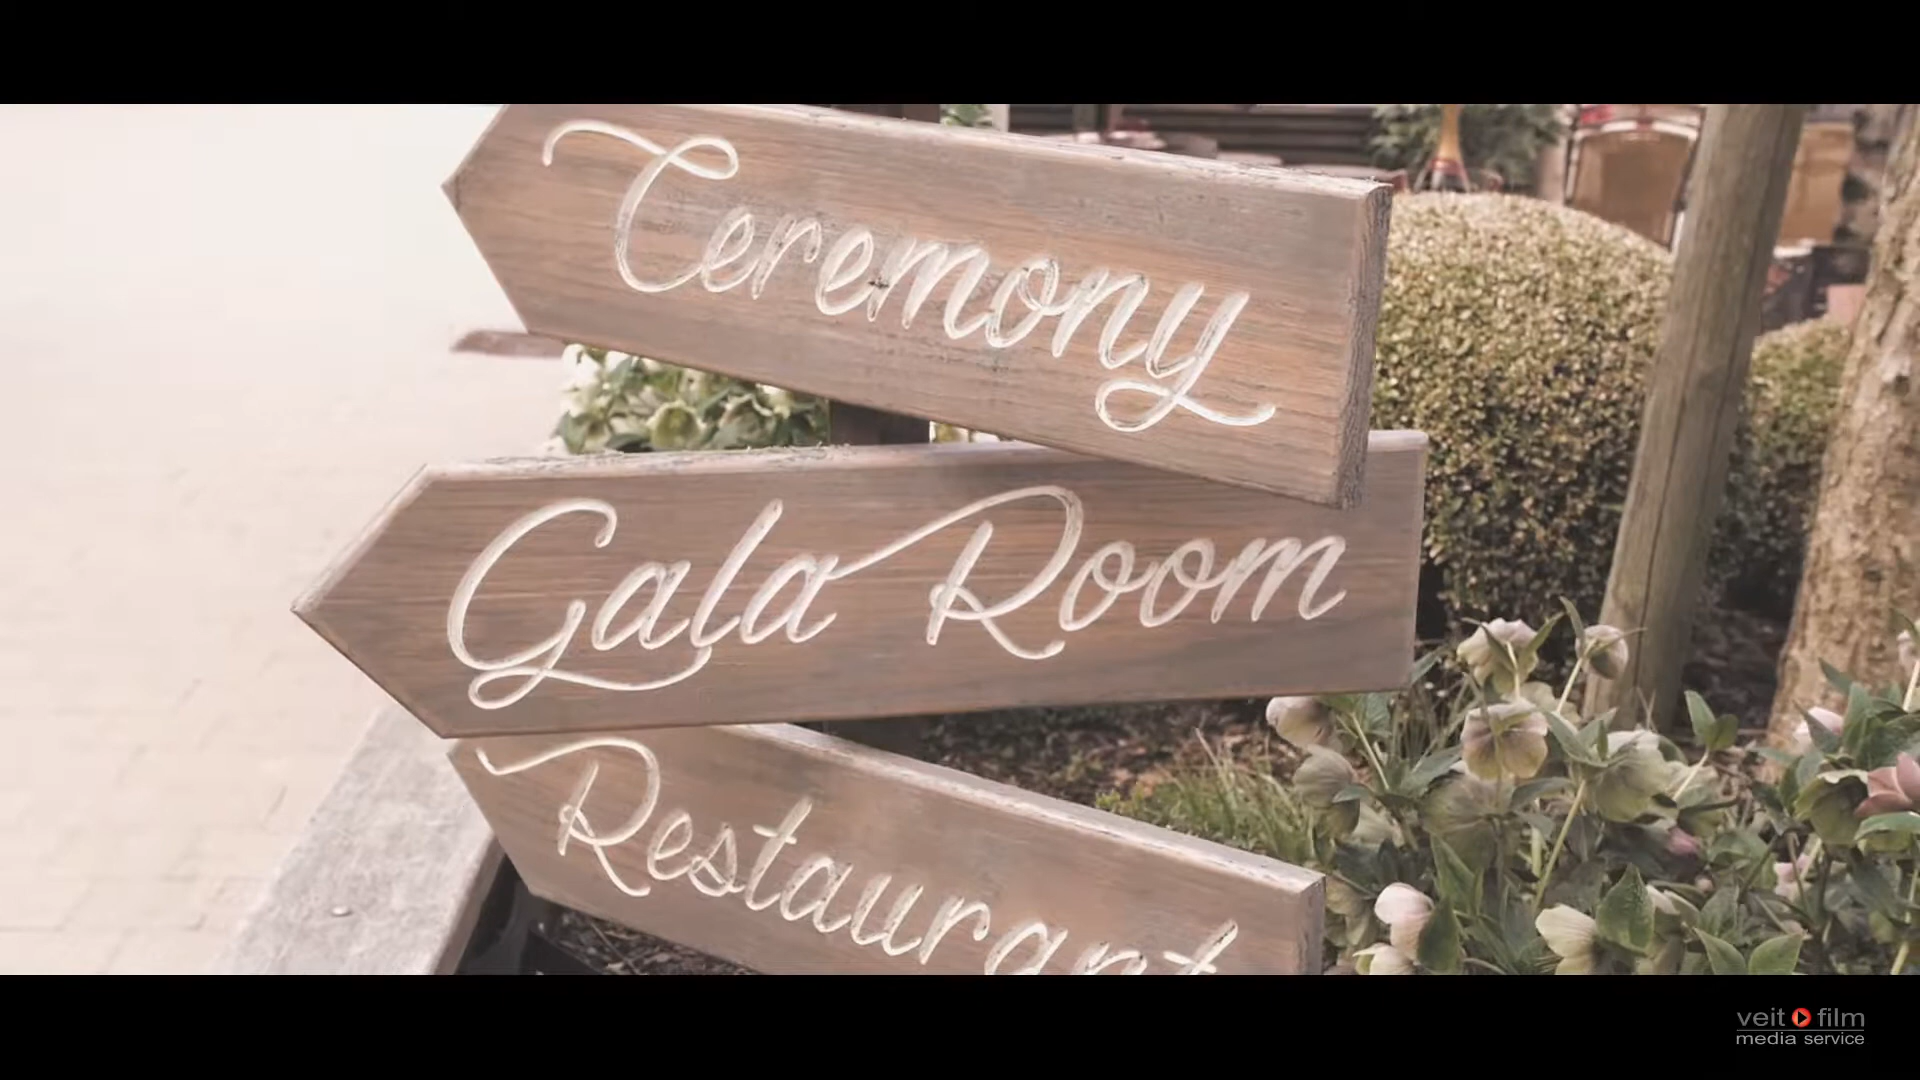 Ceremony
Gala Room
Restaurant
veit film
media service